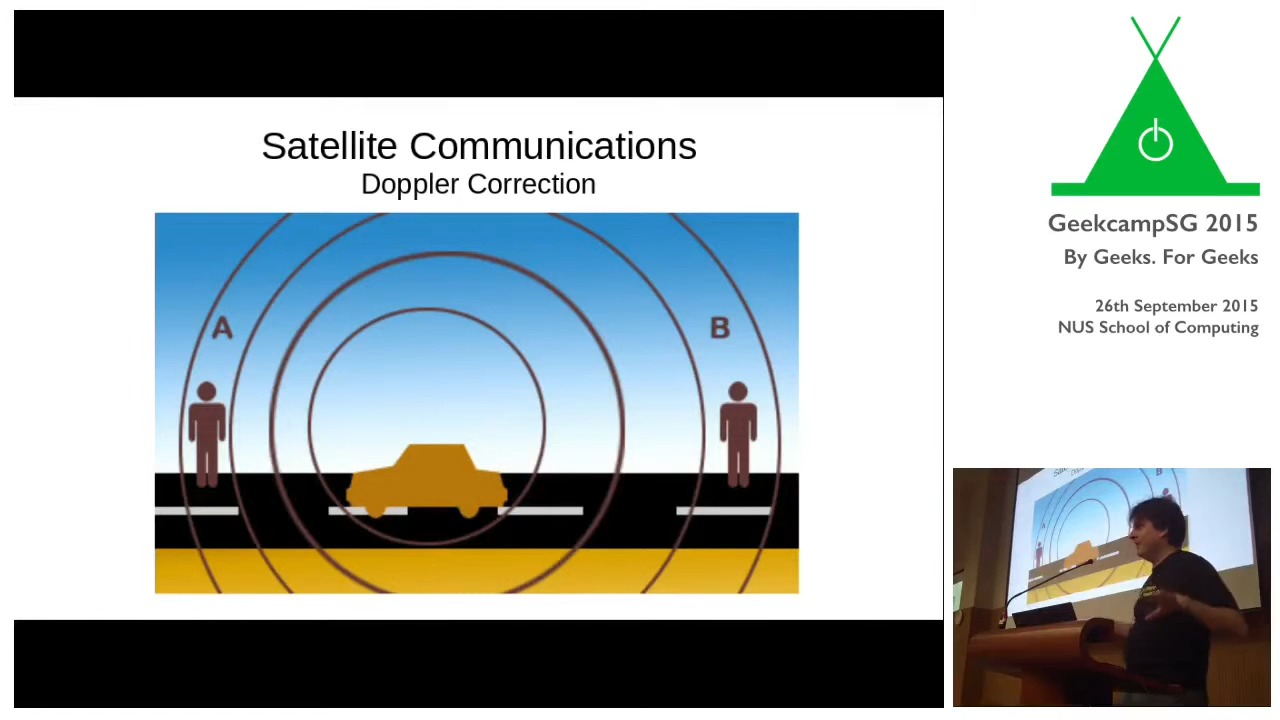 Satellite Communications
Doppler Correction
A
B
GeekcampSG 2015
By Geeks. For Geeks
26th September 2015
NUS School of Computing